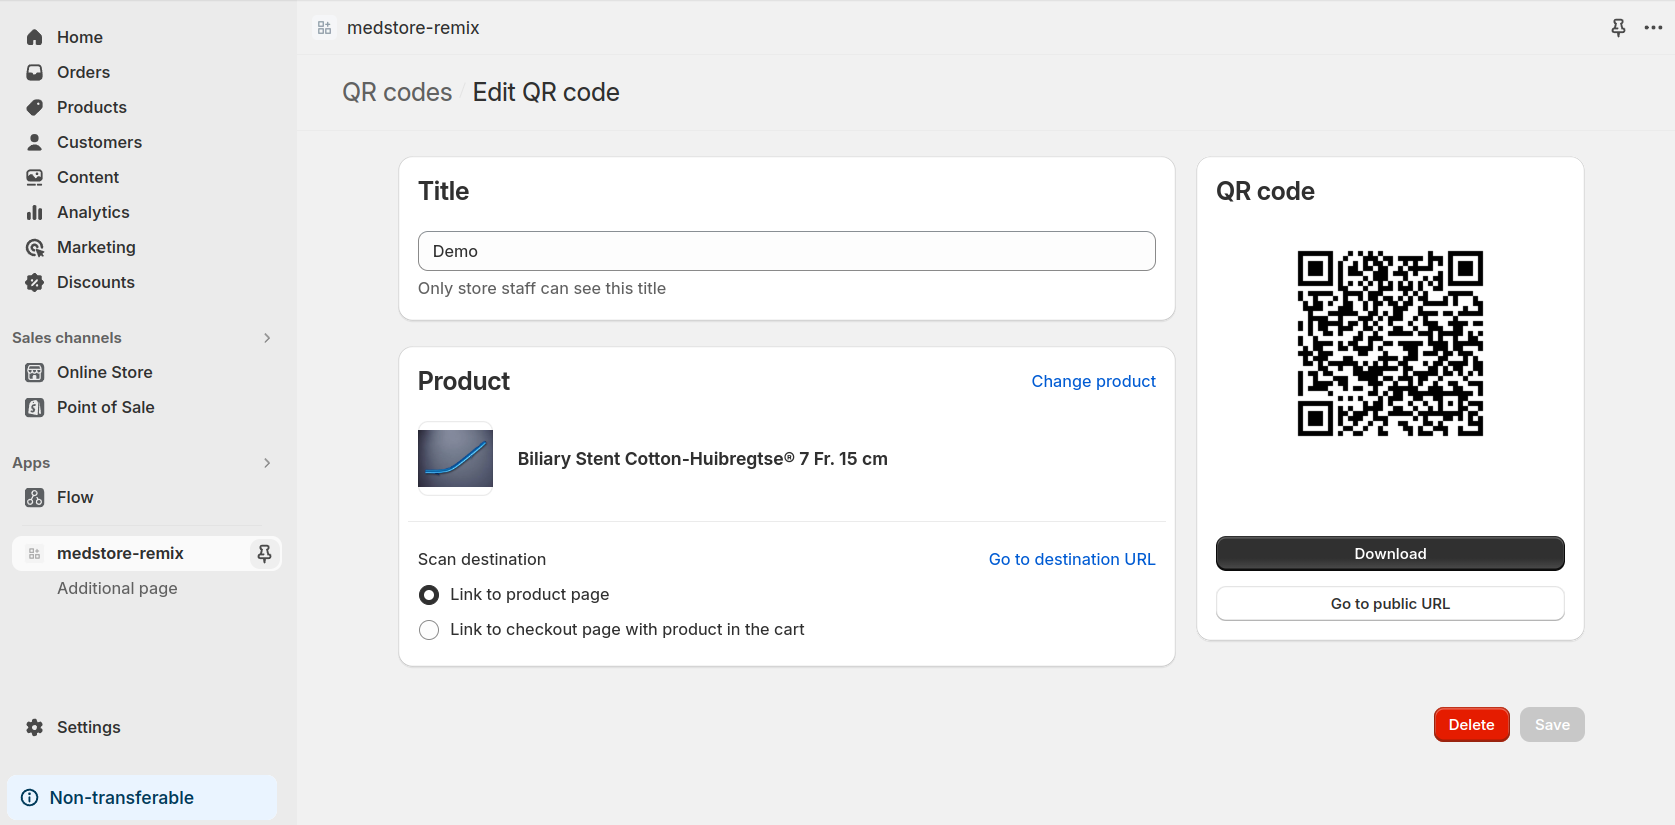 Home
Orders
Products
Customers
Content
Analytics
Marketing
Discounts
Sales channels
Online Store
Point of Sale
Apps
Flow
medstore-remix
Additional page
Settings
Non-transferable
medstore-remix
QR codes / Edit QR code
Title
Demo
Only store staff can see this title
Product
Change product
Biliary Stent Cotton-Huibregtse® 7 Fr. 15 cm
Scan destination
Go to destination URL
Link to product page
Link to checkout page with product in the cart
QR code
Download
Go to public URL
Delete
Save